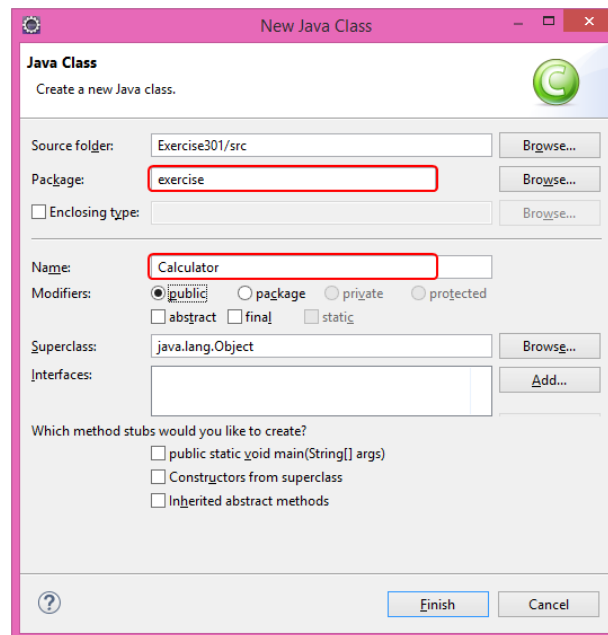 New Java Class
Java Class
Create a new Java class.
Source folder: Exercise301/src Browse...
Package: exercise Browse...
Enclosing type: Browse...
Name: Calculator
Modifiers: public package private protected
abstract final static
Superclass: java.lang.Object Browse...
Interfaces: Add...
Which method stubs would you like to create?
public static void main(String[] args)
Constructors from superclass
Inherited abstract methods
Finish Cancel